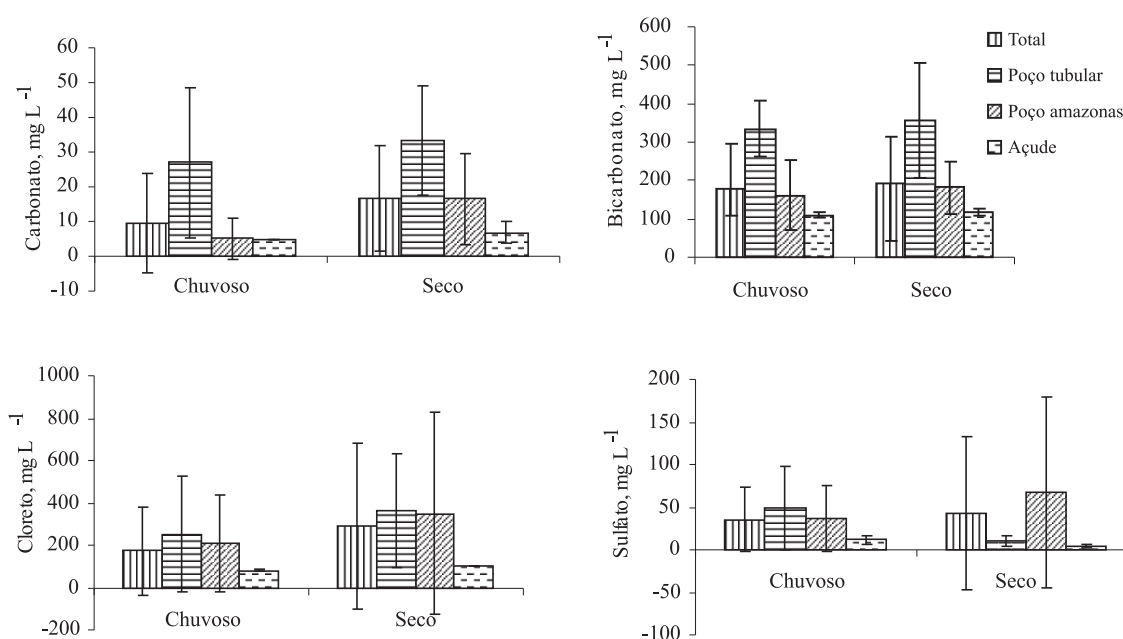 Carbonato, mg L⁻¹
60
50
40
30
20
10
0
-10
Chuvoso
Seco
Bicarbonato, mg L⁻¹
600
500
400
300
200
100
0
Chuvoso
Seco
Total
Poço tubular
Poço amazonas
Açude
Cloreto, mg L⁻¹
1000
800
600
400
200
0
-200
Chuvoso
Seco
Sulfato, mg L⁻¹
200
150
100
50
0
-50
-100
Chuvoso
Seco